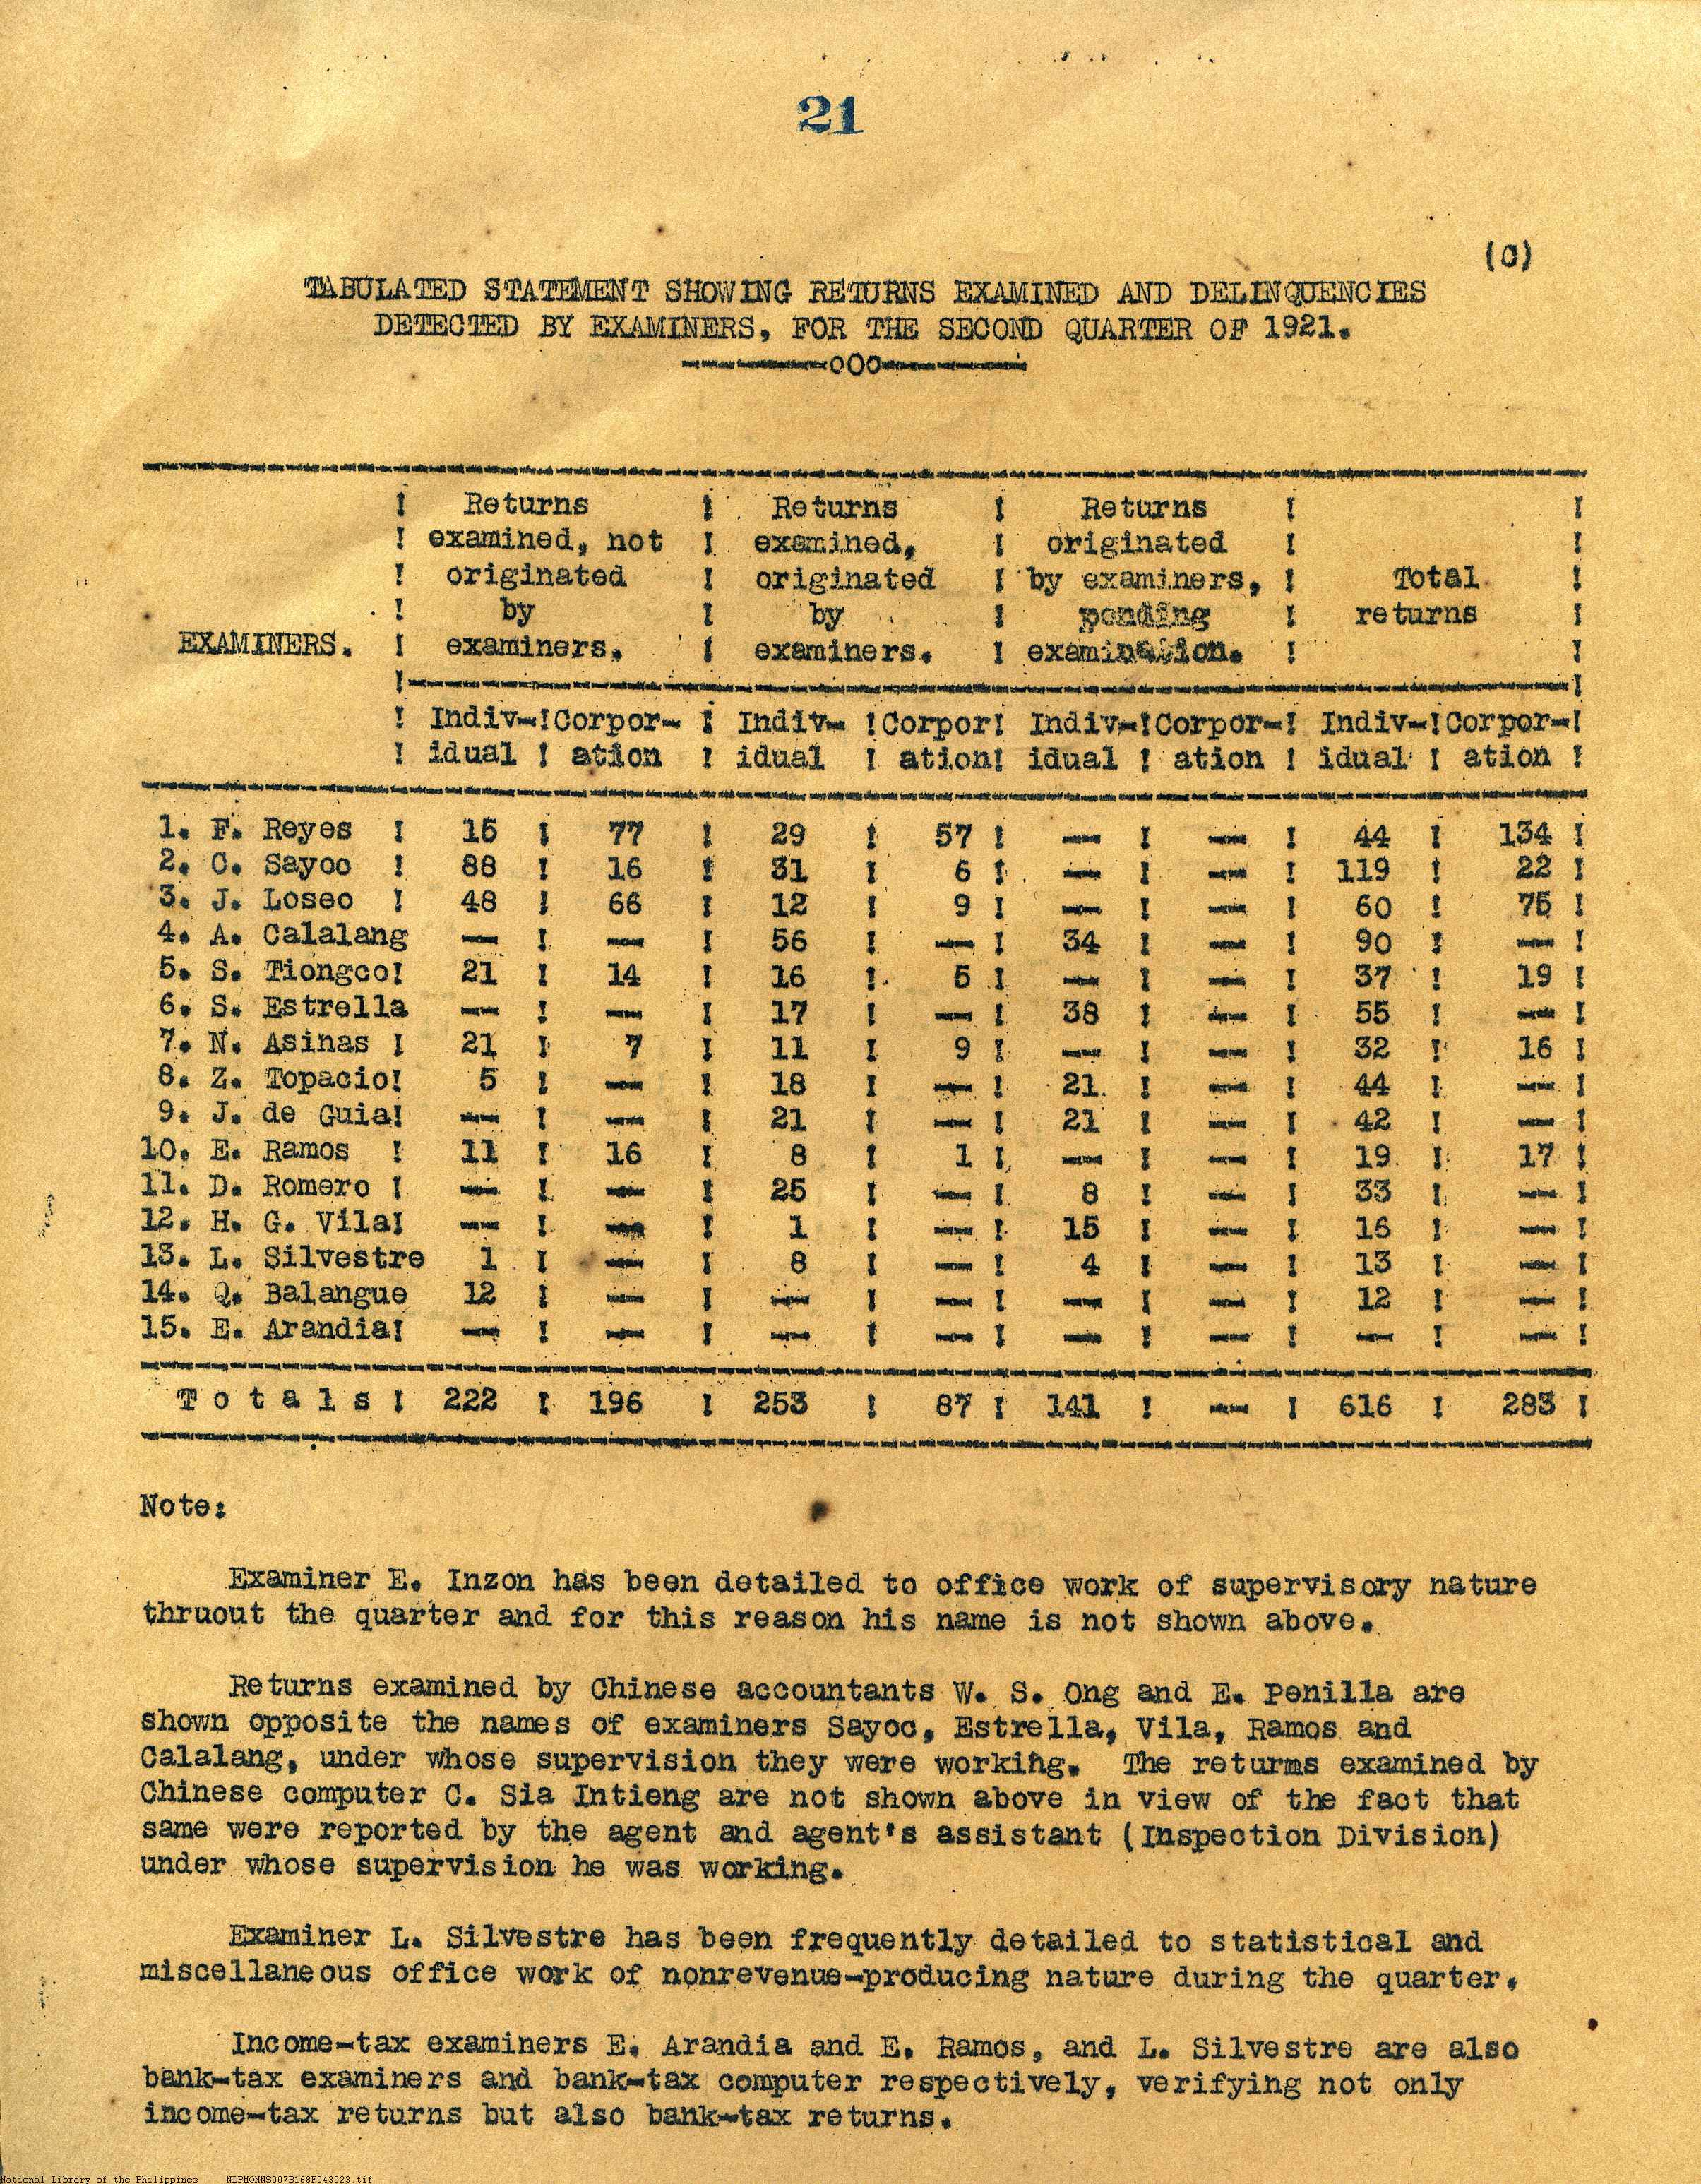 21
(O)
TABULATED STATEMENT SHOWING RETURNS EXAMINED AND DELINQUENCIES
DETECTED BY EXAMINERS, FOR THE SECOND QUARTER OF 1921.
----------oOo----------
! Returns ! Returns ! Returns ! !
! examined, not ! examined, ! originated ! !
! originated ! originated ! by examiners, ! Total !
! by ! by ! pending ! returns !
EXAMINERS. ! examiners. ! examiners. ! examination. ! !
! Indiv-!Corpor- ! Indiv- !Corpor! Indiv-!Corpor-! Indiv-!Corpor-!
! idual ! ation ! idual ! ation! idual ! ation ! idual ! ation !
1. F. Reyes ! 15 ! 77 ! 29 ! 57 ! -- ! -- ! 44 ! 134 !
2. C. Sayoc ! 88 ! 16 ! 31 ! 6 ! -- ! -- ! 119 ! 22 !
3. J. Loseo ! 48 ! 66 ! 12 ! 9 ! -- ! -- ! 60 ! 75 !
4. A. Calalang -- ! -- ! 56 ! -- ! 34 ! -- ! 90 ! -- !
5. S. Tiongco! 21 ! 14 ! 16 ! 5 ! -- ! -- ! 37 ! 19 !
6. S. Estrella -- ! -- ! 17 ! -- ! 38 ! -- ! 55 ! -- !
7. N. Asinas ! 21 ! 7 ! 11 ! 9 ! -- ! -- ! 32 ! 16 !
8. Z. Topacio! 5 ! -- ! 18 ! -- ! 21 ! -- ! 44 ! -- !
9. J. de Guia! -- ! -- ! 21 ! -- ! 21 ! -- ! 42 ! -- !
10. E. Ramos ! 11 ! 16 ! 8 ! 1 ! -- ! -- ! 19 ! 17 !
11. D. Romero ! -- ! -- ! 25 ! -- ! 8 ! -- ! 33 ! -- !
12. H. G. Vila! -- ! -- ! 1 ! -- ! 15 ! -- ! 16 ! -- !
13. L. Silvestre 1 ! -- ! 8 ! -- ! 4 ! -- ! 13 ! -- !
14. Q. Balangue 12 ! -- ! -- ! -- ! -- ! -- ! 12 ! -- !
15. E. Arandia! -- ! -- ! -- ! -- ! -- ! -- ! -- ! -- !
T o t a l s ! 222 ! 196 ! 253 ! 87 ! 141 ! -- ! 616 ! 283 !
Note:
Examiner E. Inzon has been detailed to office work of supervisory nature
thruout the quarter and for this reason his name is not shown above.
Returns examined by Chinese accountants W. S. Ong and E. Penilla are
shown opposite the names of examiners Sayoc, Estrella, Vila, Ramos and
Calalang, under whose supervision they were working. The returns examined by
Chinese computer C. Sia Intieng are not shown above in view of the fact that
same were reported by the agent and agent's assistant (Inspection Division)
under whose supervision he was working.
Examiner L. Silvestre has been frequently detailed to statistical and
miscellaneous office work of nonrevenue-producing nature during the quarter.
Income-tax examiners E. Arandia and E. Ramos, and L. Silvestre are also
bank-tax examiners and bank-tax computer respectively, verifying not only
income-tax returns but also bank-tax returns.
National Library of the Philippines NLPMQMNS007B168F043023.tif